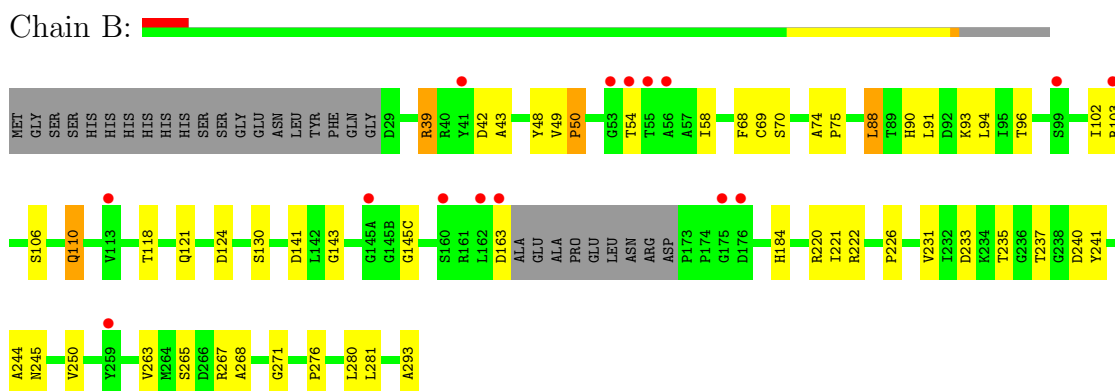 Chain B:
MET GLY SER SER HIS HIS HIS HIS HIS HIS SER SER GLY GLU ASN LEU TYR PHE GLN GLY D29 R39 R40 Y41 D42 A43 Y48 V49 P50 G53 T54 T55 A56 A57 I58 F68 C69 S70 A74 P75 L88 T89 H90 L91 D92 K93 L94 I95 T96 S99 I102
S106 Q110 V113 T118 Q121 D124 S130 D141 L142 G143 G145A G145B G145C S160 R161 L162 D163 ALA GLU ALA PRO GLU LEU ASN ARG ASP P173 P174 G175 D176 H184 R220 I221 R222 P226 V231 I232 D233 K234 T235 G236 T237 G238 D240 Y241
A244 N245 V250 Y259 V263 M264 S265 D266 R267 A268 G271 P276 L280 L281 A293